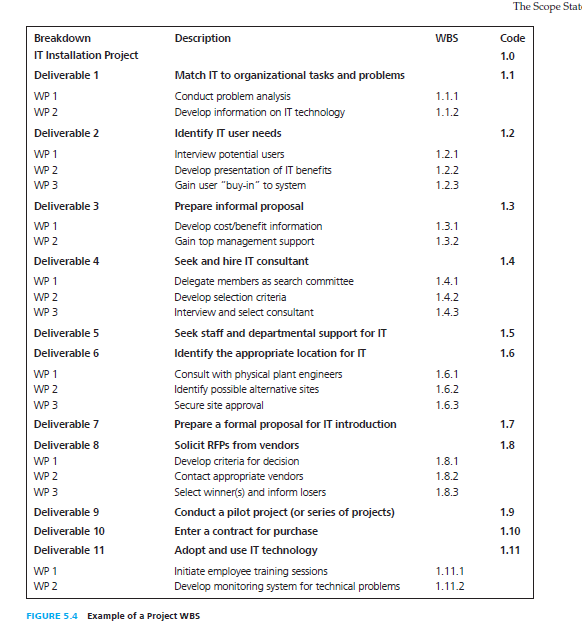 The Scope State
Breakdown Description WBS Code
IT Installation Project 1.0
Deliverable 1 Match IT to organizational tasks and problems 1.1
WP 1 Conduct problem analysis 1.1.1
WP 2 Develop information on IT technology 1.1.2
Deliverable 2 Identify IT user needs 1.2
WP 1 Interview potential users 1.2.1
WP 2 Develop presentation of IT benefits 1.2.2
WP 3 Gain user "buy-in" to system 1.2.3
Deliverable 3 Prepare informal proposal 1.3
WP 1 Develop cost/benefit information 1.3.1
WP 2 Gain top management support 1.3.2
Deliverable 4 Seek and hire IT consultant 1.4
WP 1 Delegate members as search committee 1.4.1
WP 2 Develop selection criteria 1.4.2
WP 3 Interview and select consultant 1.4.3
Deliverable 5 Seek staff and departmental support for IT 1.5
Deliverable 6 Identify the appropriate location for IT 1.6
WP 1 Consult with physical plant engineers 1.6.1
WP 2 Identify possible alternative sites 1.6.2
WP 3 Secure site approval 1.6.3
Deliverable 7 Prepare a formal proposal for IT introduction 1.7
Deliverable 8 Solicit RFPs from vendors 1.8
WP 1 Develop criteria for decision 1.8.1
WP 2 Contact appropriate vendors 1.8.2
WP 3 Select winner(s) and inform losers 1.8.3
Deliverable 9 Conduct a pilot project (or series of projects) 1.9
Deliverable 10 Enter a contract for purchase 1.10
Deliverable 11 Adopt and use IT technology 1.11
WP 1 Initiate employee training sessions 1.11.1
WP 2 Develop monitoring system for technical problems 1.11.2
FIGURE 5.4 Example of a Project WBS